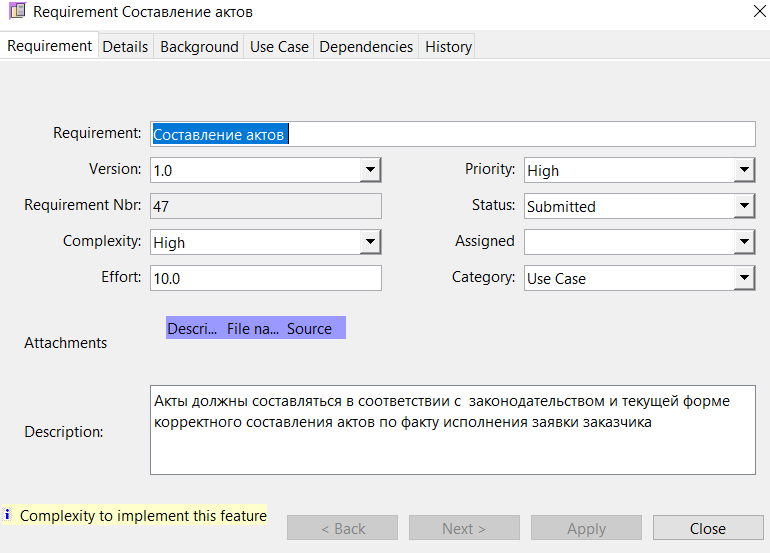 Requirement Составление актов
Requirement Details Background Use Case Dependencies History
Requirement: Составление актов
Version: 1.0 Priority: High
Requirement Nbr: 47 Status: Submitted
Complexity: High Assigned
Effort: 10.0 Category: Use Case
Descri... File na... Source
Attachments
Акты должны составляться в соответствии с законодательством и текущей форме
корректного составления актов по факту исполнения заявки заказчика
Description:
i Complexity to implement this feature
< Back Next > Apply Close